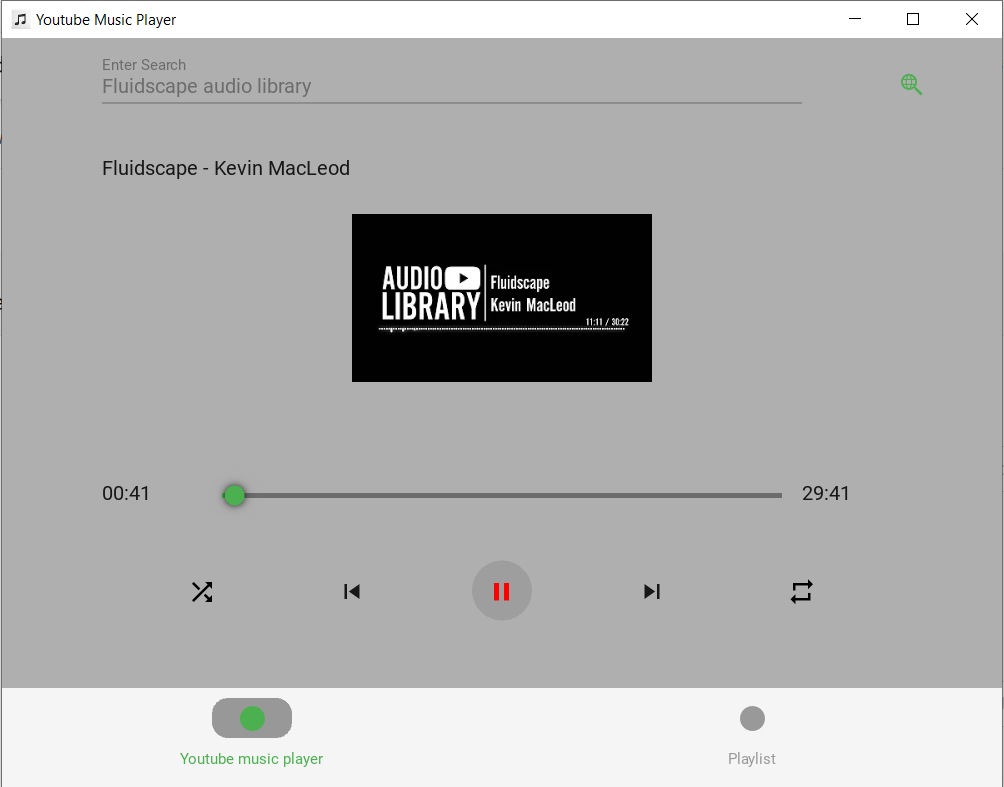 Youtube Music Player
Enter Search
Fluidscape audio library
Fluidscape - Kevin MacLeod
AUDIO
LIBRARY
Fluidscape
Kevin MacLeod
11:11 / 30:22
00:41
29:41
Youtube music player
Playlist